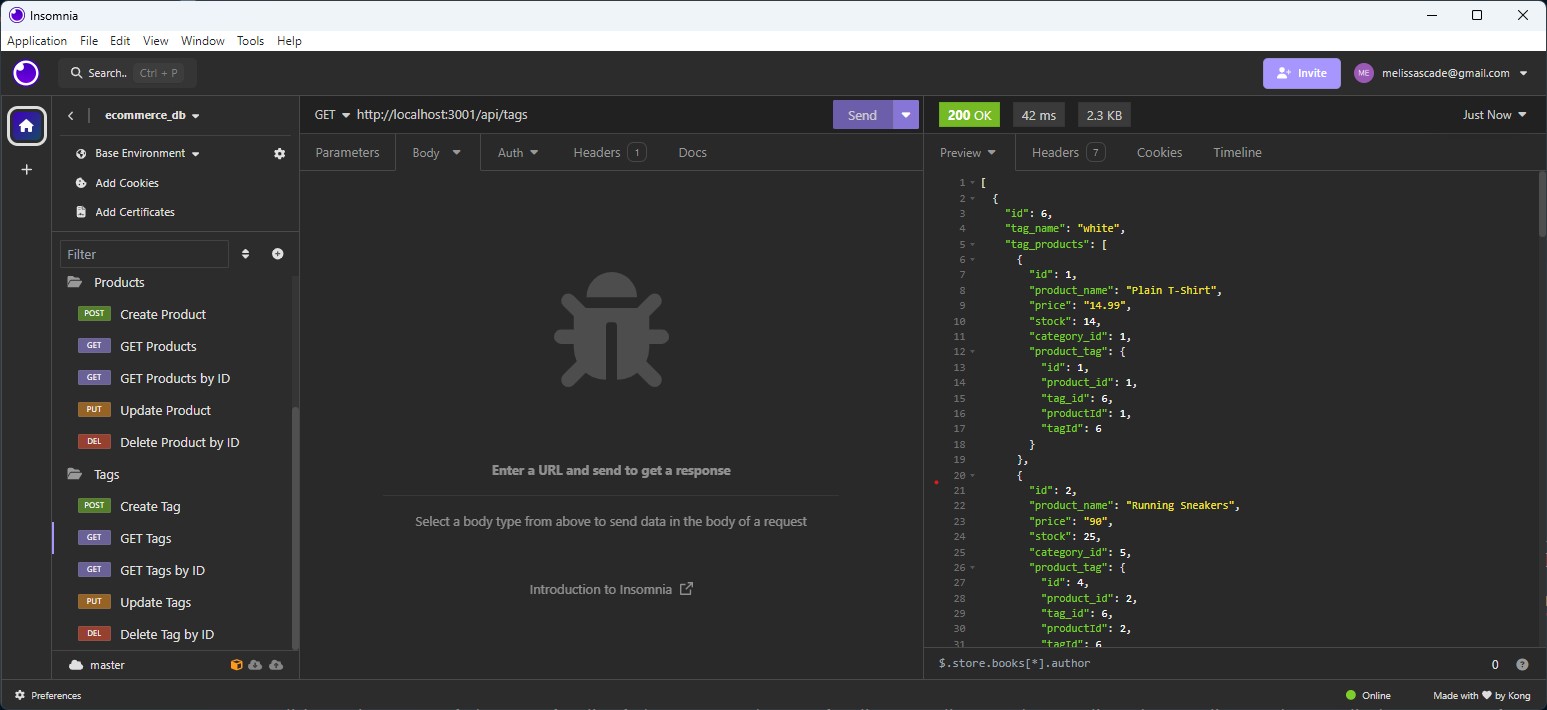 Insomnia
Application File Edit View Window Tools Help
Search.. Ctrl + P
Invite
ME melissascade@gmail.com
ecommerce_db
Base Environment
Add Cookies
Add Certificates
Filter
Products
POST Create Product
GET GET Products
GET GET Products by ID
PUT Update Product
DEL Delete Product by ID
Tags
POST Create Tag
GET GET Tags
GET GET Tags by ID
PUT Update Tags
DEL Delete Tag by ID
master
GET http://localhost:3001/api/tags
Send
Parameters Body Auth Headers 1 Docs
Enter a URL and send to get a response
Select a body type from above to send data in the body of a request
Introduction to Insomnia
200 OK 42 ms 2.3 KB Just Now
Preview Headers 7 Cookies Timeline
1 [
2 {
3 "id": 6,
4 "tag_name": "white",
5 "tag_products": [
6 {
7 "id": 1,
8 "product_name": "Plain T-Shirt",
9 "price": "14.99",
10 "stock": 14,
11 "category_id": 1,
12 "product_tag": {
13 "id": 1,
14 "product_id": 1,
15 "tag_id": 6,
16 "productId": 1,
17 "tagId": 6
18 }
19 },
20 {
21 "id": 2,
22 "product_name": "Running Sneakers",
23 "price": "90",
24 "stock": 25,
25 "category_id": 5,
26 "product_tag": {
27 "id": 4,
28 "product_id": 2,
29 "tag_id": 6,
30 "productId": 2,
31 "tagId": 6
$.store.books[*].author 0 ?
Preferences
Online Made with ❤ by Kong